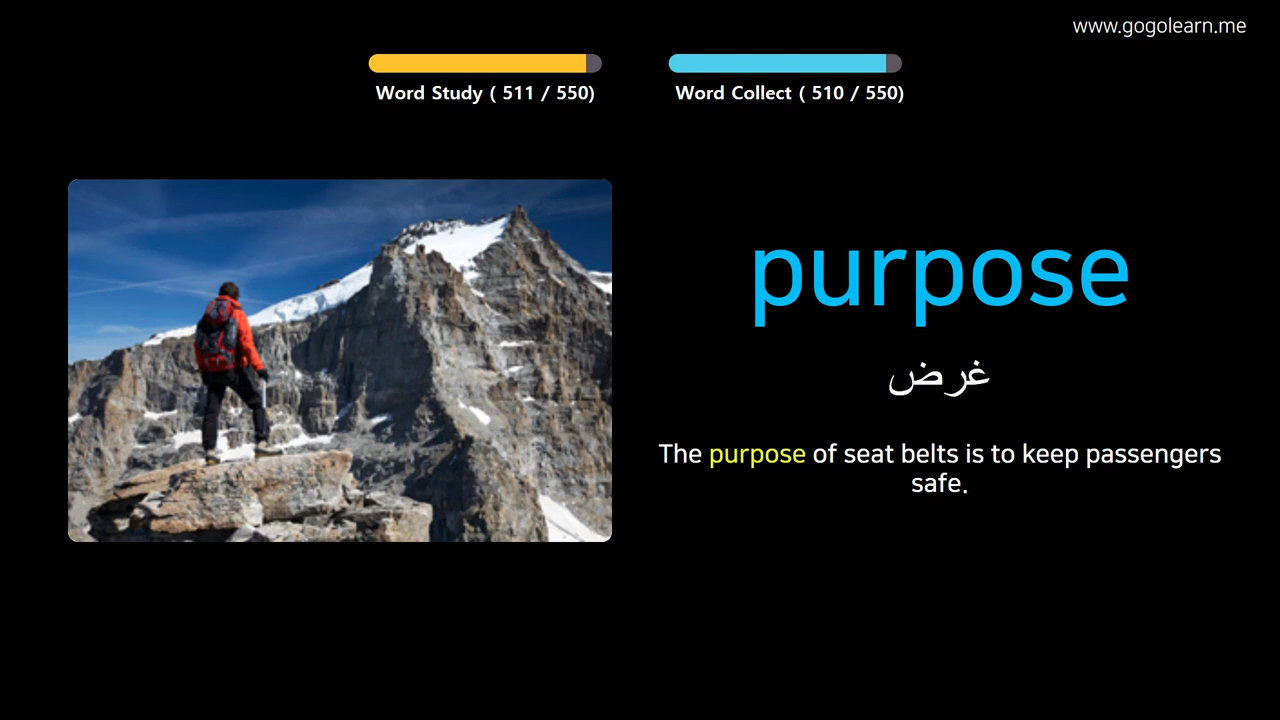 www.gogolearn.me
Word Study ( 511 / 550)
Word Collect ( 510 / 550)
purpose
غرض
The purpose of seat belts is to keep passengers
safe.